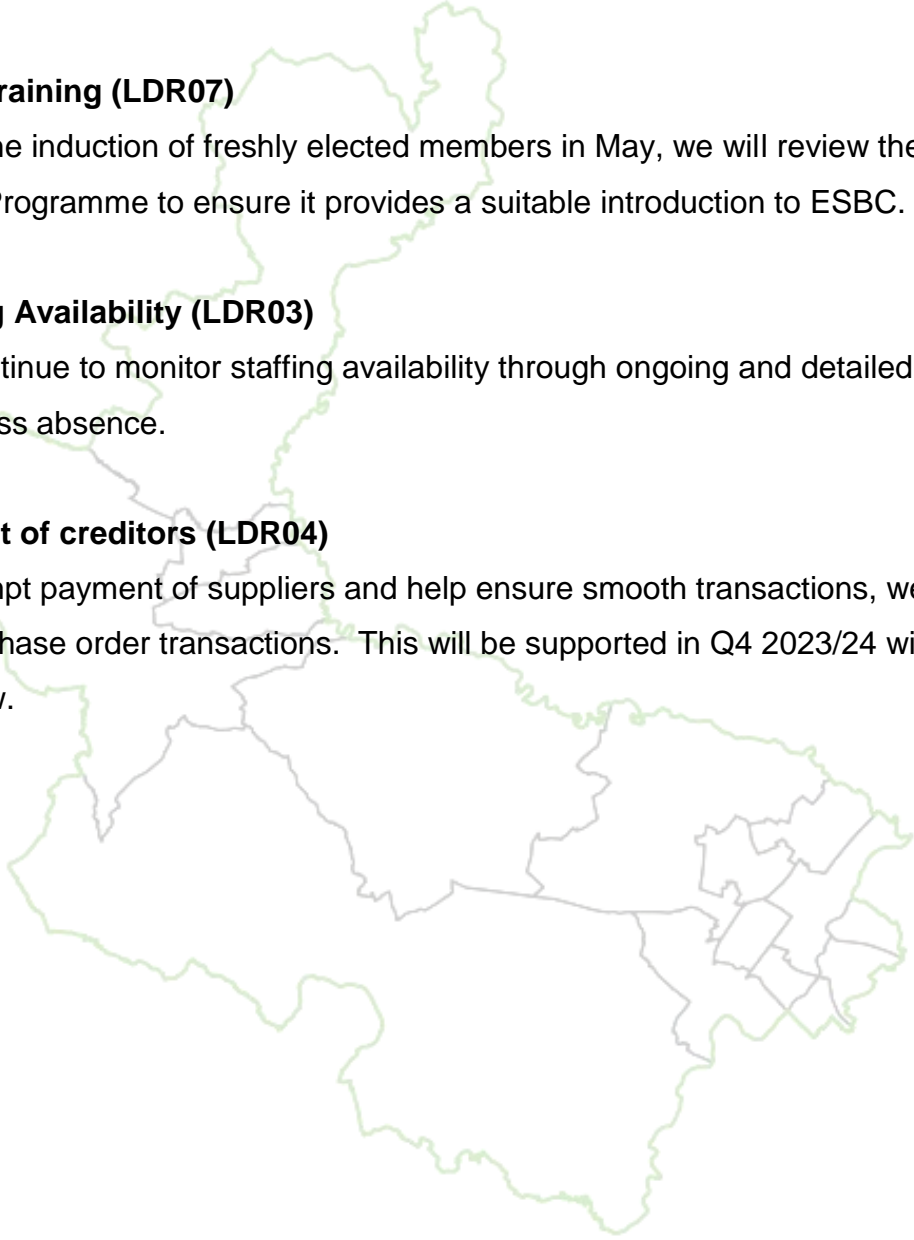 raining (LDR07)
ne induction of freshly elected members in May, we will review the
Programme to ensure it provides a suitable introduction to ESBC.
g Availability (LDR03)
tinue to monitor staffing availability through ongoing and detailed
ss absence.
t of creditors (LDR04)
npt payment of suppliers and help ensure smooth transactions, we
hase order transactions.  This will be supported in Q4 2023/24 wi